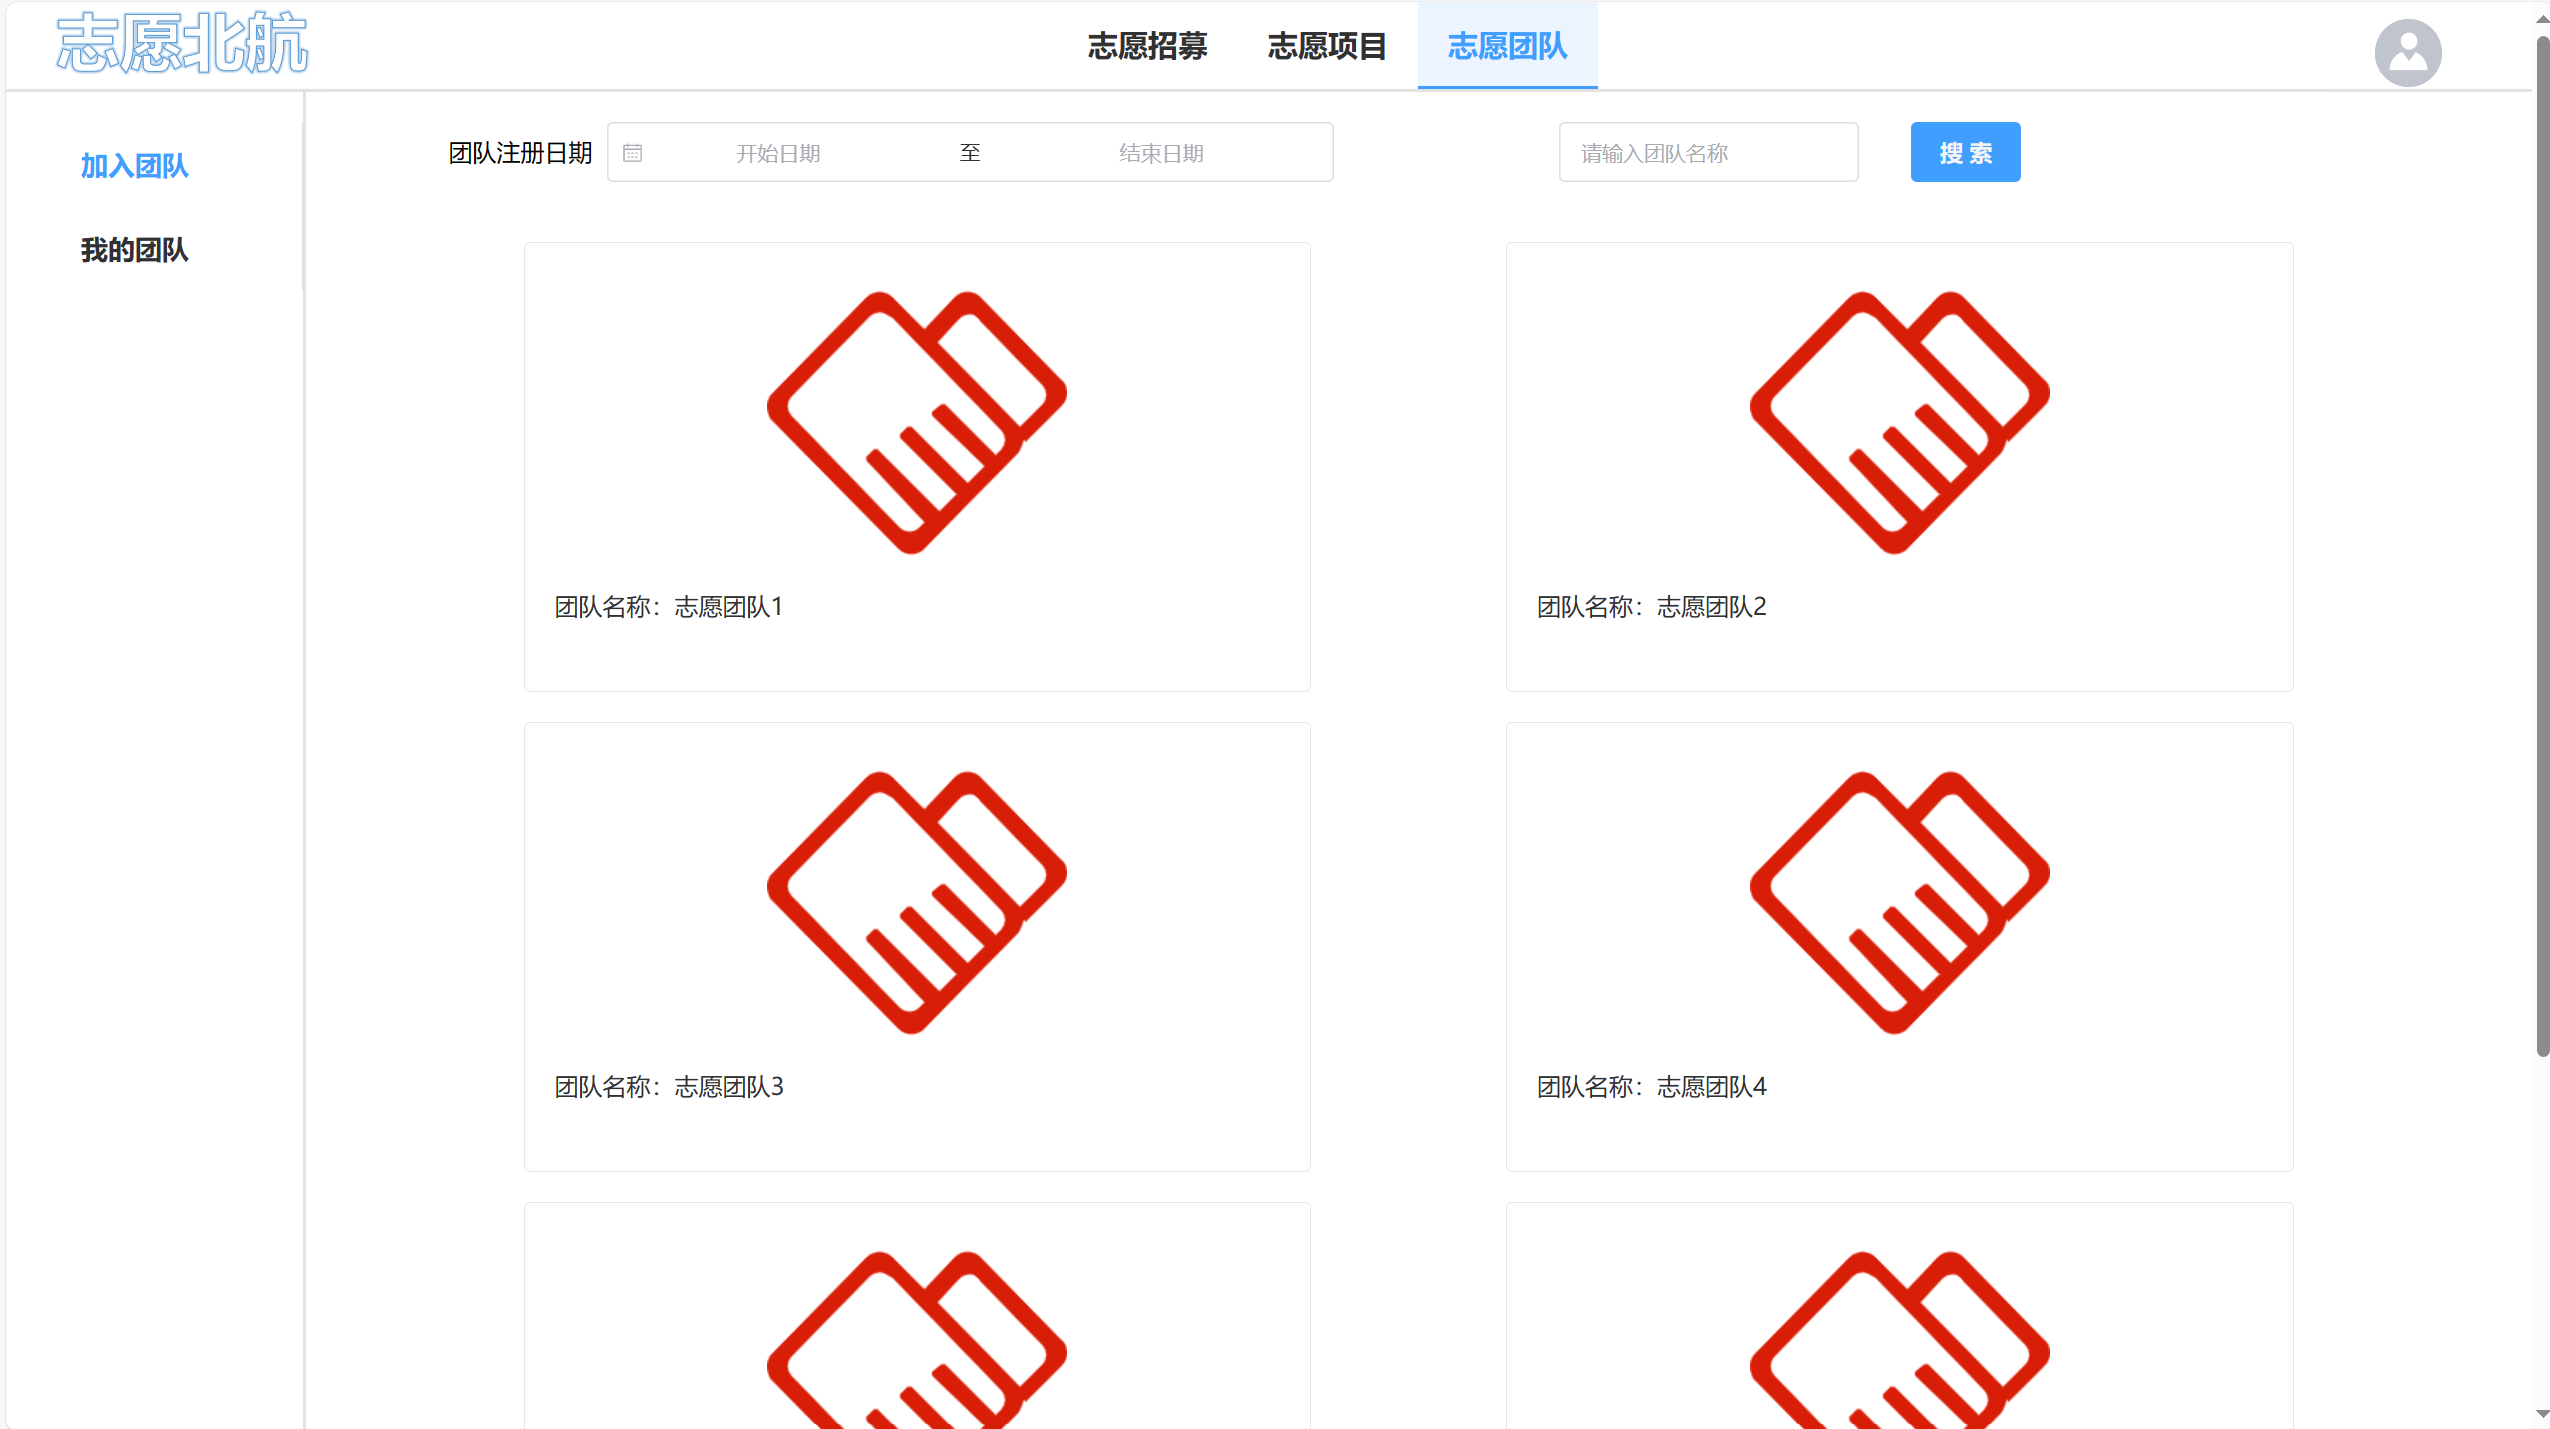 志愿北航
志愿招募 志愿项目 志愿团队
加入团队
我的团队
团队注册日期 开始日期 至 结束日期 请输入团队名称 搜 索
团队名称：志愿团队1
团队名称：志愿团队2
团队名称：志愿团队3
团队名称：志愿团队4